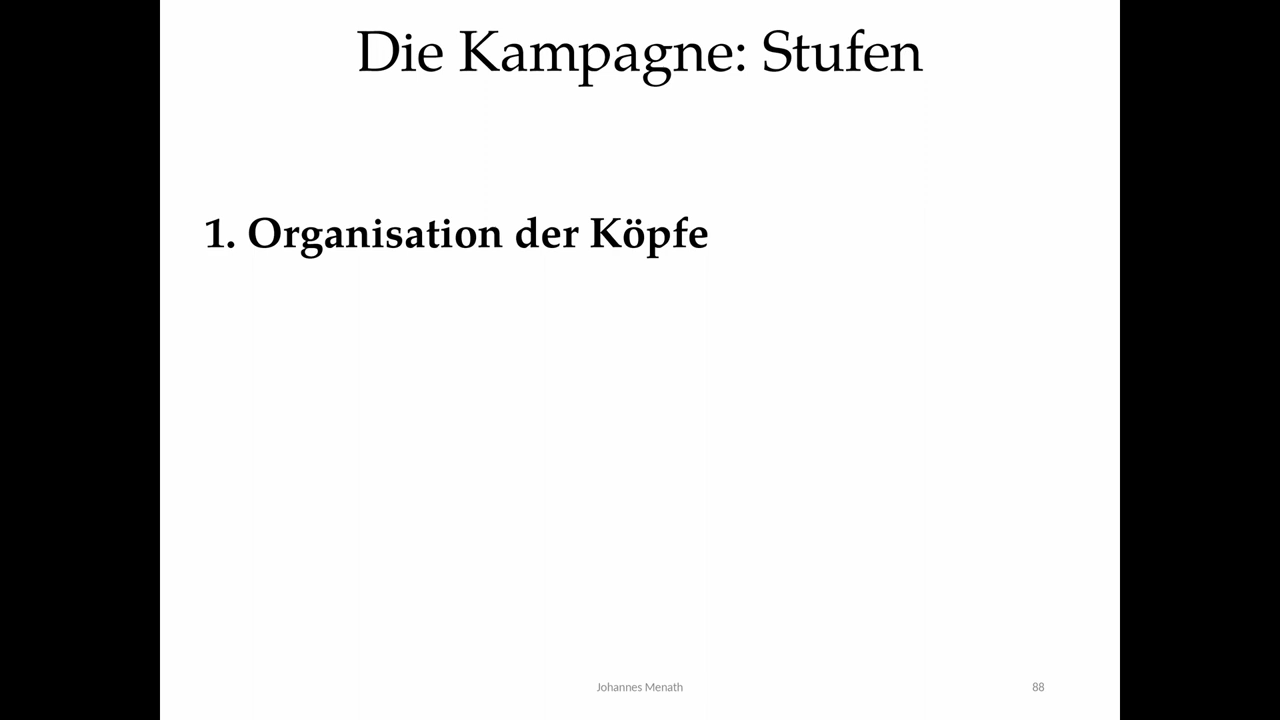 Die Kampagne: Stufen
1. Organisation der Köpfe
Johannes Menath
88